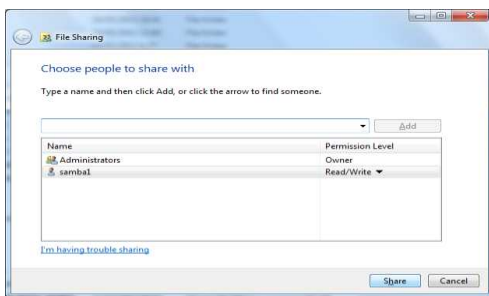 File Sharing
Choose people to share with
Type a name and then click Add, or click the arrow to find someone.
Add
Name Permission Level
Administrators Owner
samba1 Read/Write
I'm having trouble sharing
Share Cancel